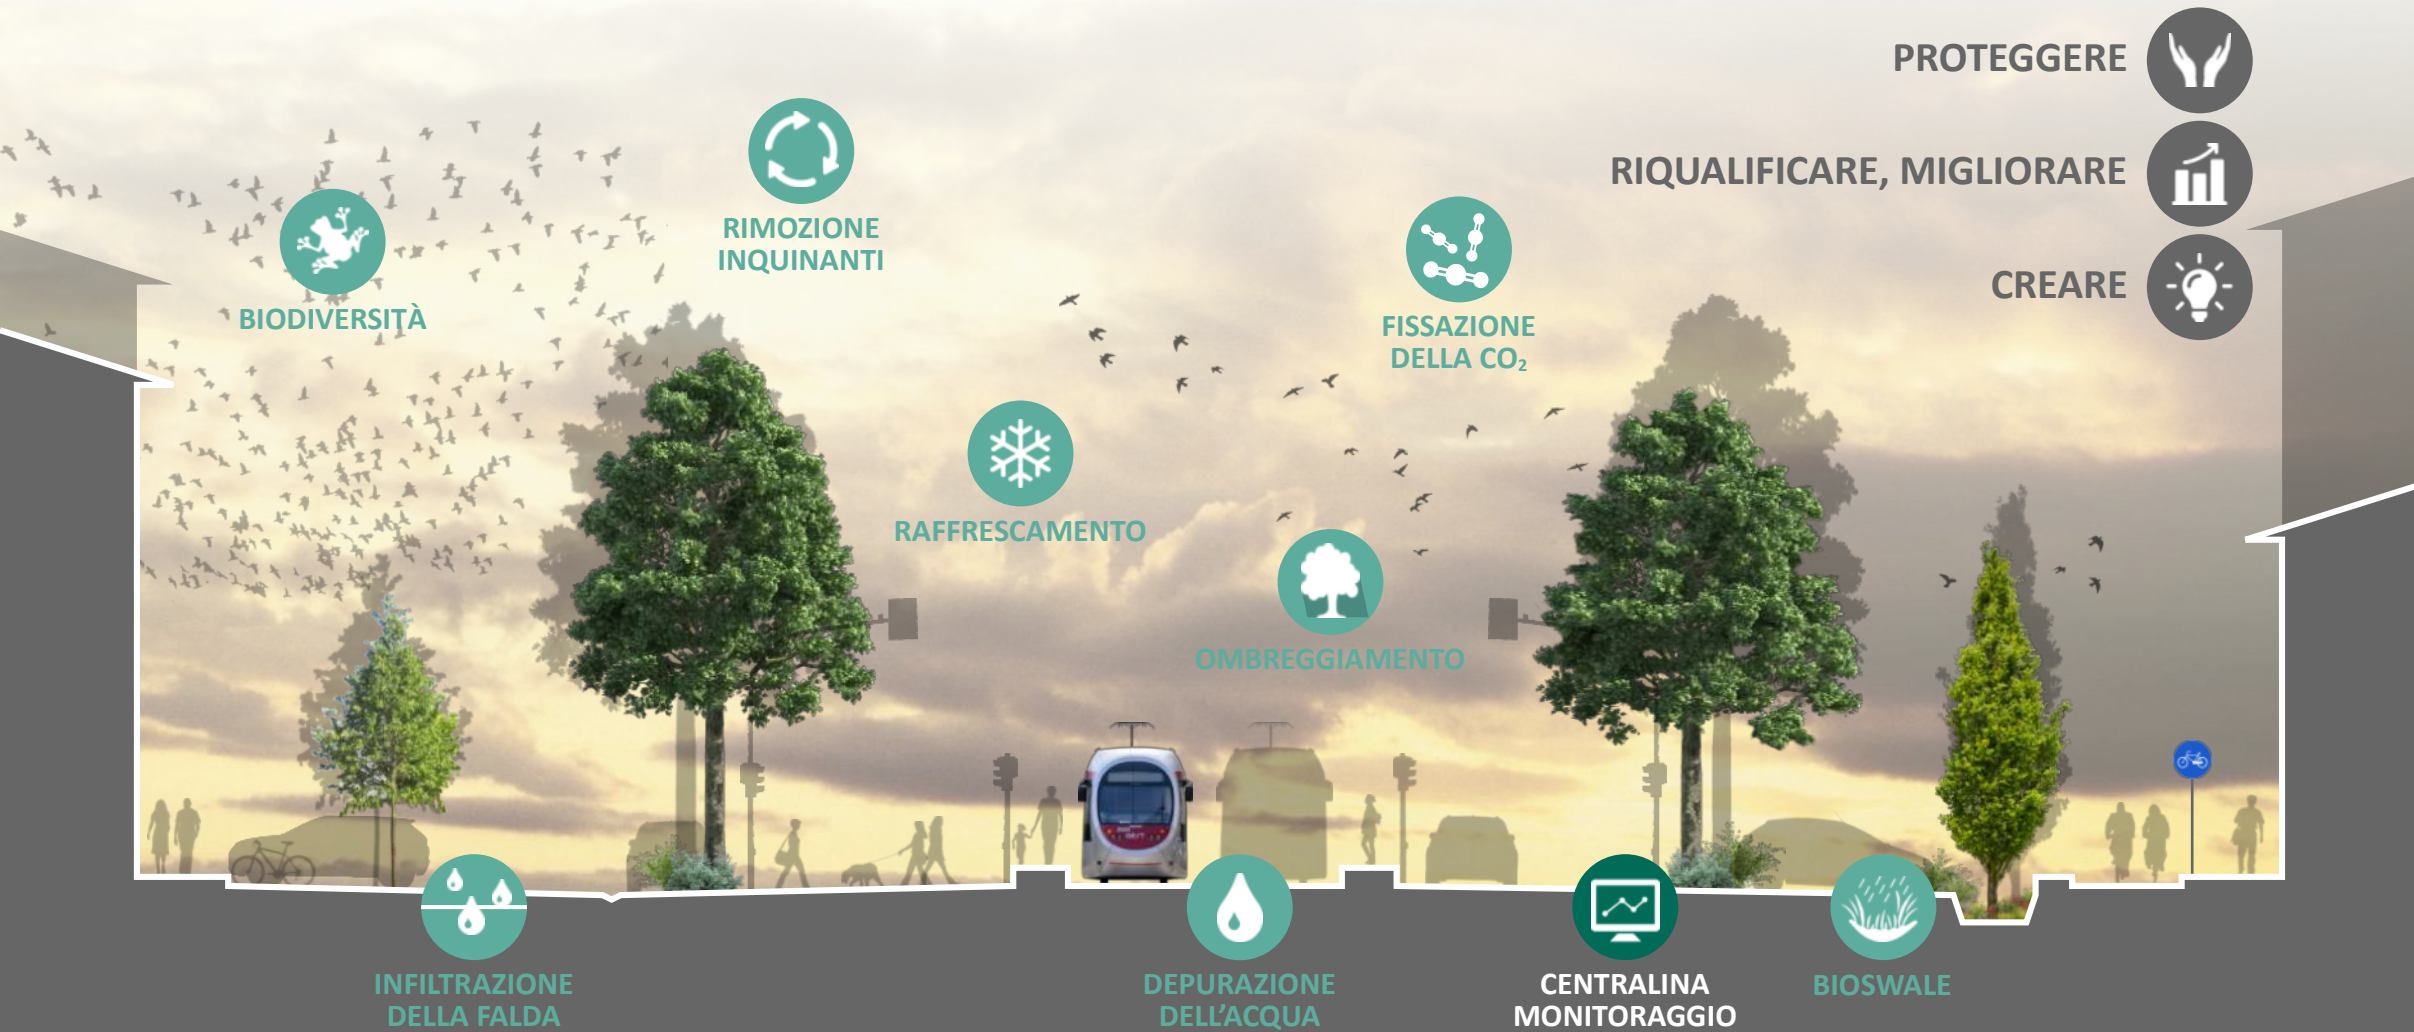 PROTEGGERE
RIQUALIFICARE, MIGLIORARE
CREARE
RIMOZIONE
INQUINANTI
BIODIVERSITÀ
FISSAZIONE
DELLA CO₂
RAFFRESCAMENTO
OMBREGGIAMENTO
INFILTRAZIONE
DELLA FALDA
DEPURAZIONE
DELL'ACQUA
CENTRALINA
MONITORAGGIO
BIOSWALE